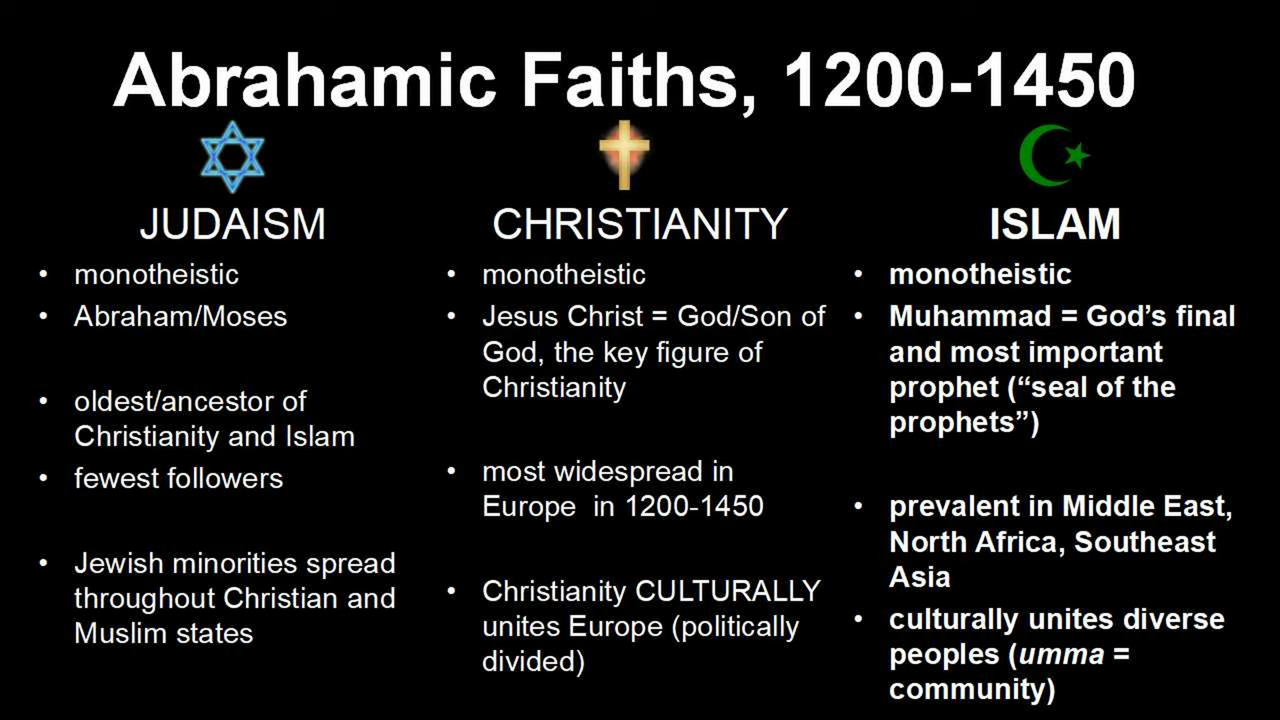 Abrahamic Faiths, 1200-1450
JUDAISM
• monotheistic
• Abraham/Moses
• oldest/ancestor of
Christianity and Islam
• fewest followers
• Jewish minorities spread
throughout Christian and
Muslim states
CHRISTIANITY
• monotheistic
• Jesus Christ = God/Son of
God, the key figure of
Christianity
• most widespread in
Europe  in 1200-1450
• Christianity CULTURALLY
unites Europe (politically
divided)
ISLAM
• monotheistic
• Muhammad = God’s final
and most important
prophet (“seal of the
prophets”)
• prevalent in Middle East,
North Africa, Southeast
Asia
• culturally unites diverse
peoples (umma =
community)